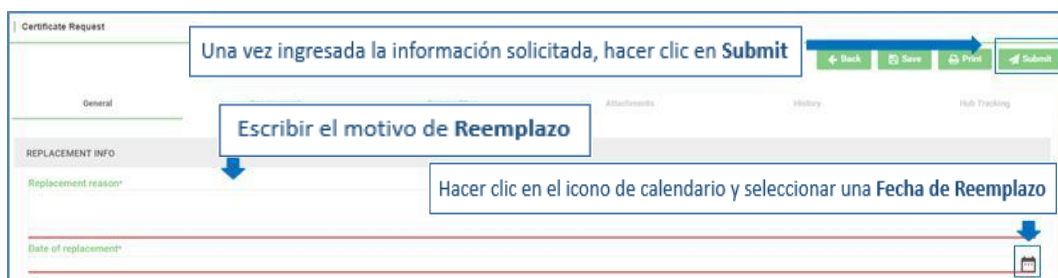 Certificate Request
Una vez ingresada la información solicitada, hacer clic en Submit
Back Save Print Submit
General Attachments History Hub Tracking
Escribir el motivo de Reemplazo
REPLACEMENT INFO
Replacement reason*
Hacer clic en el icono de calendario y seleccionar una Fecha de Reemplazo
Date of replacement*